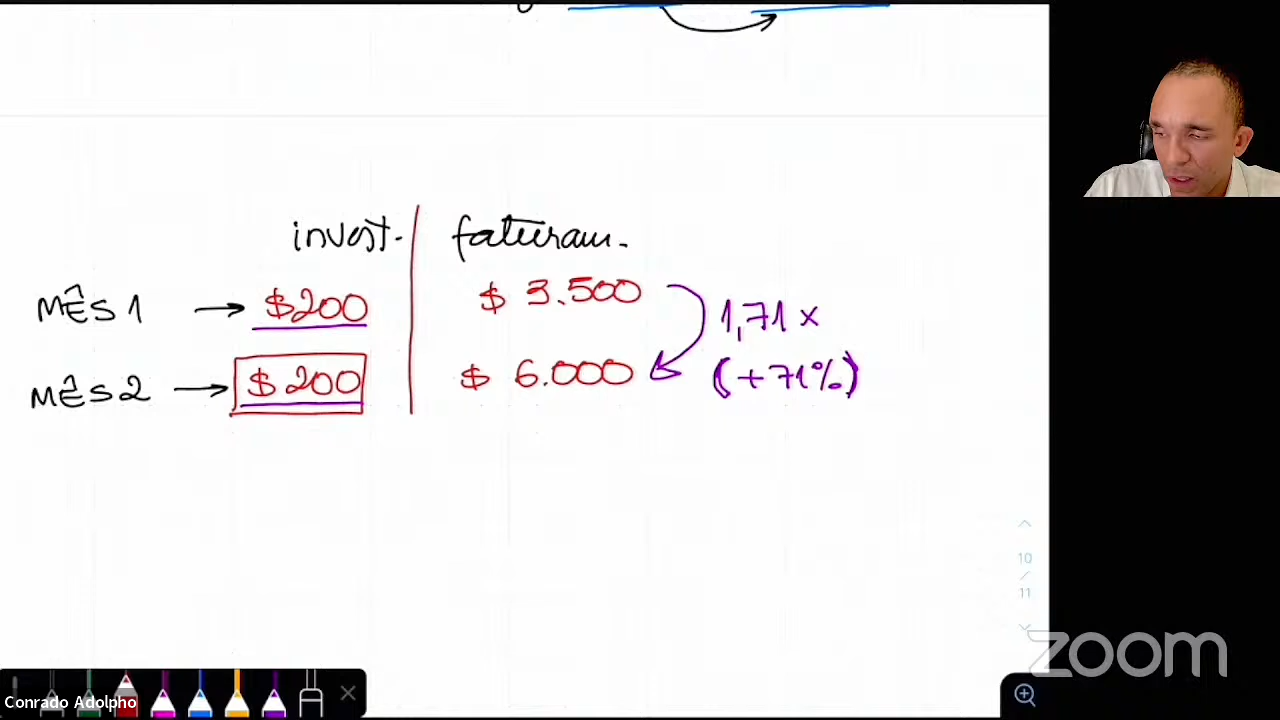 invest. faturam.
MÊS 1 → $200 $ 3.500
1,71 x
MÊS 2 → $200 $ 6.000
(+71%)
10
/
11
zoom
Conrado Adolpho